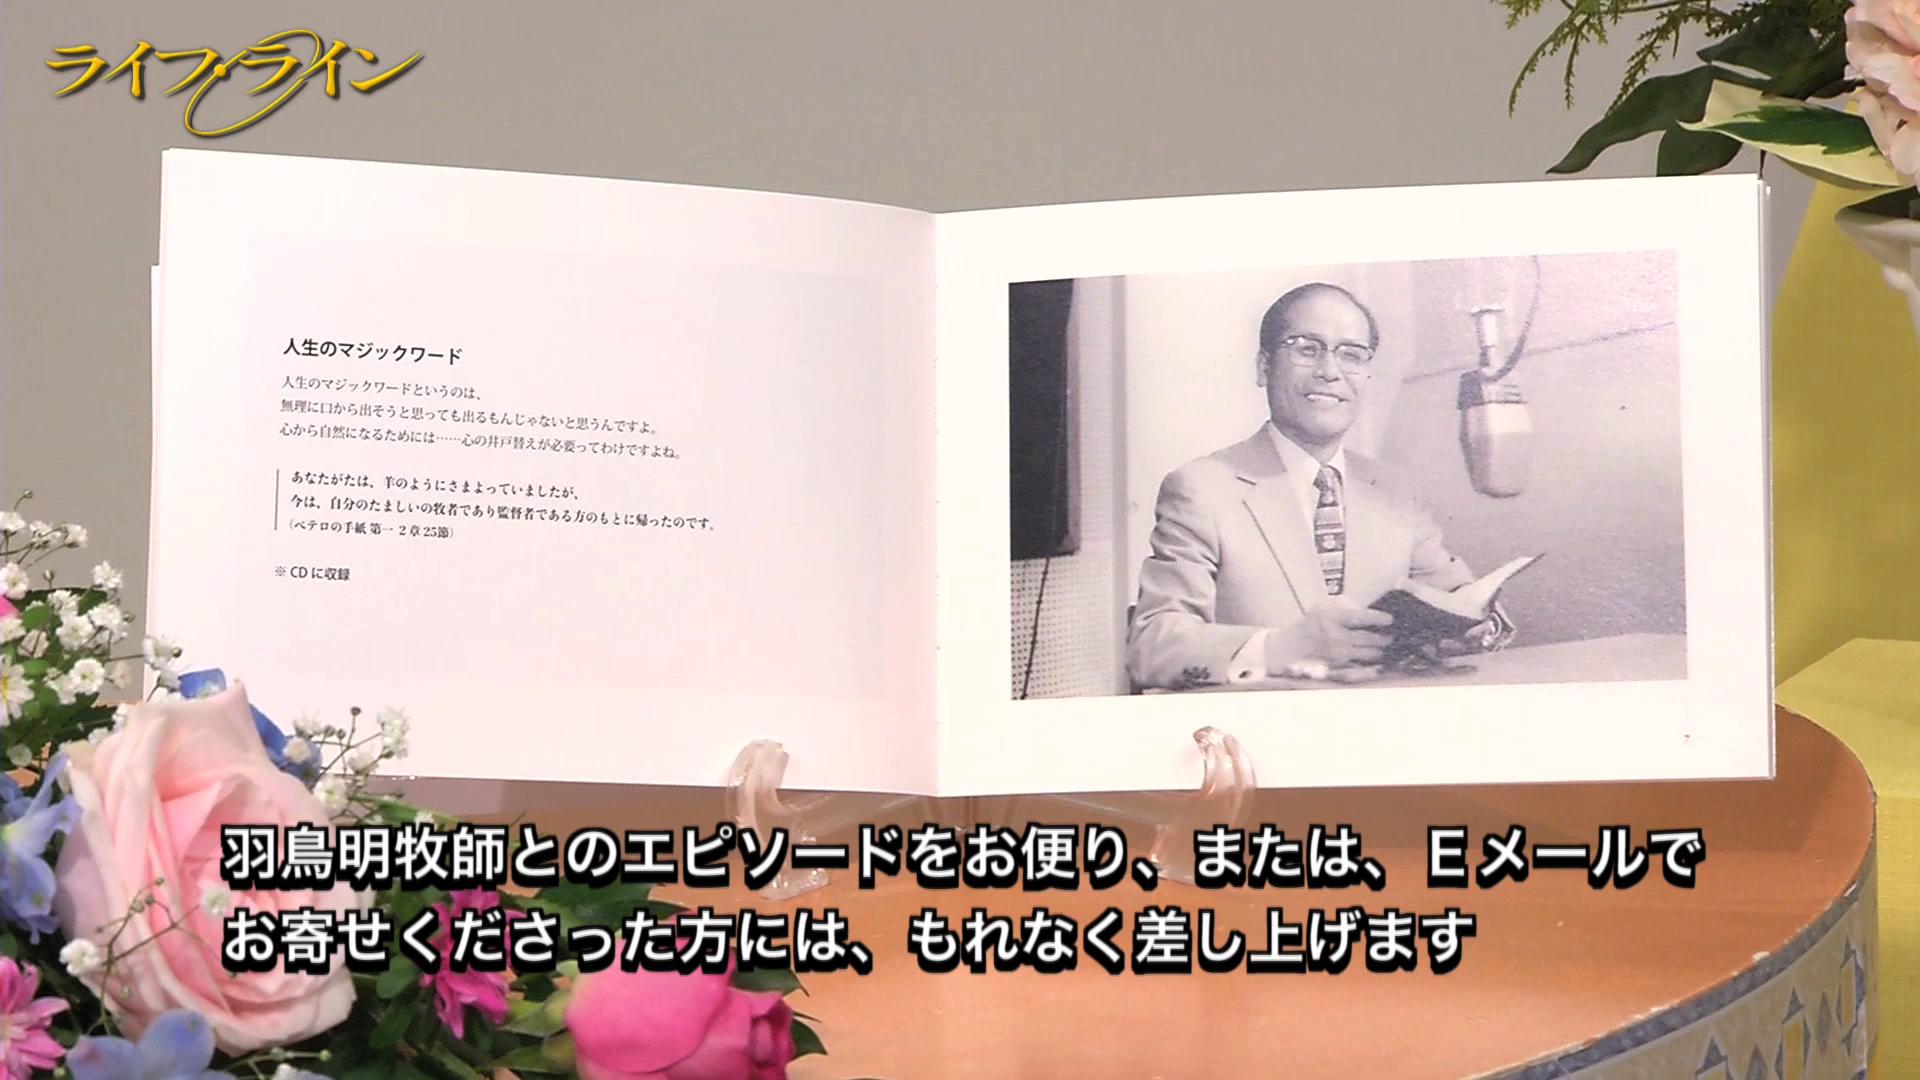 ライフ・ライン
人生のマジックワード
人生のマジックワードというのは、
無理に口から出そうと思っても出るもんじゃないと思うんですよ。
心から自然になるためには……心の井戸替えが必要ってわけですよね。
あなたがたは、羊のようにさまよっていましたが、
今は、自分のたましいの牧者であり監督者である方のもとに帰ったのです。
(ペテロの手紙 第一 2章25節)
※ CDに収録
羽鳥明牧師とのエピソードをお便り、または、Ｅメールで
お寄せくださった方には、もれなく差し上げます